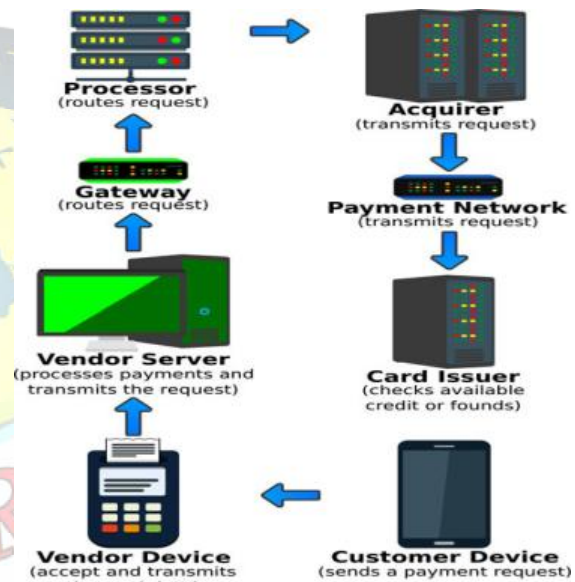 Processor
(routes request)
Acquirer
(transmits request)
Gateway
(routes request)
Payment Network
(transmits request)
Vendor Server
(processes payments and
transmits the request)
Card Issuer
(checks available
credit or founds)
Vendor Device
(accept and transmits
Customer Device
(sends a payment request)